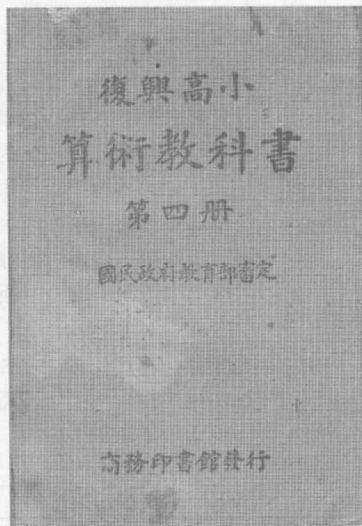 復興高小
算術教科書
第四册
國民政府教育部審定
商務印書館發行